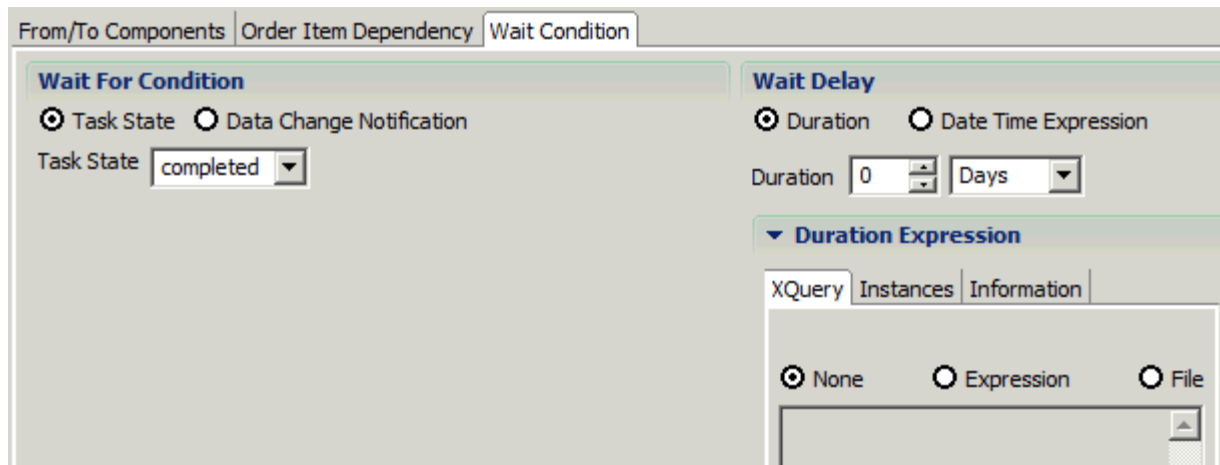 From/To Components Order Item Dependency Wait Condition
Wait For Condition
Task State Data Change Notification
Task State completed
Wait Delay
Duration Date Time Expression
Duration 0 Days
Duration Expression
XQuery Instances Information
None Expression File